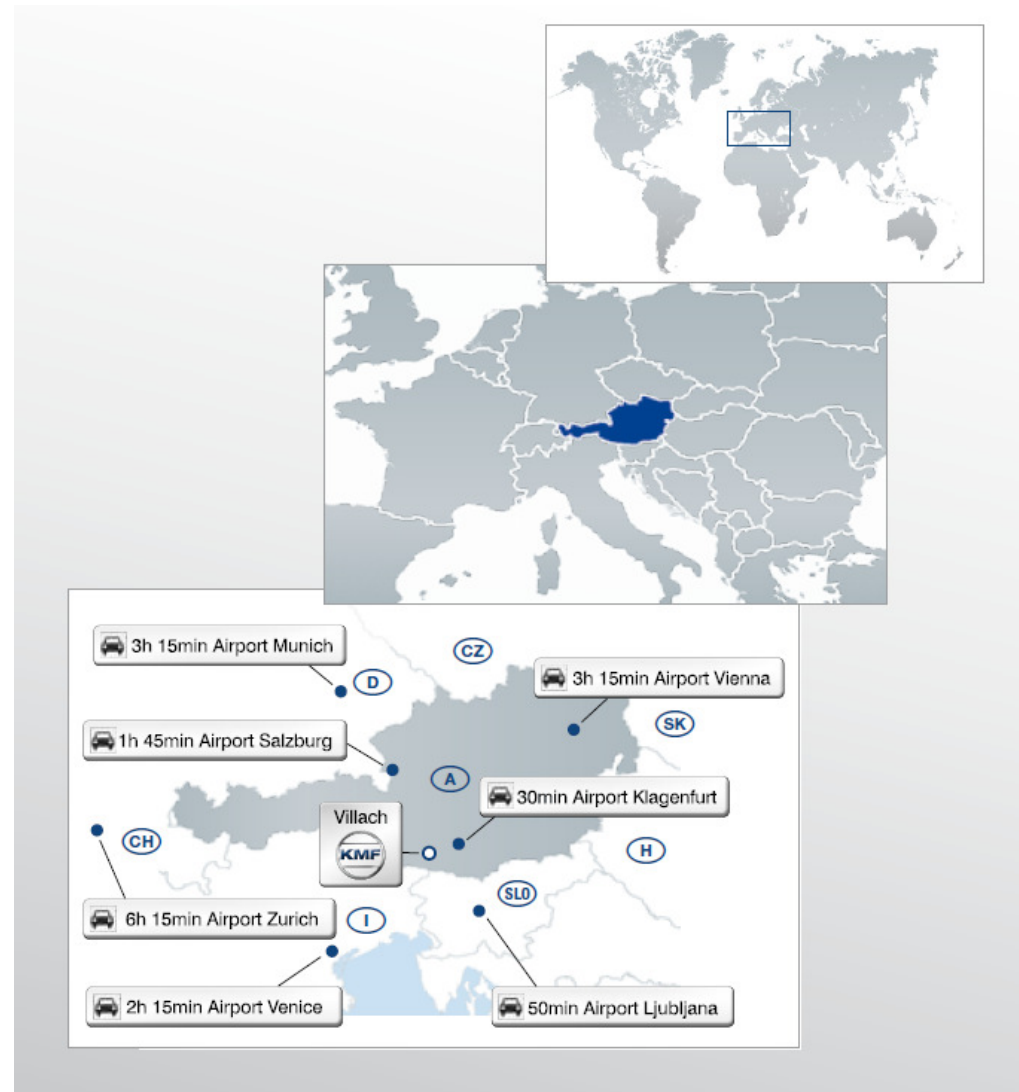 3h 15min Airport Munich
CZ
D
3h 15min Airport Vienna
SK
1h 45min Airport Salzburg
A
30min Airport Klagenfurt
Villach
KMF
CH
H
SLO
6h 15min Airport Zurich
I
2h 15min Airport Venice
50min Airport Ljubljana